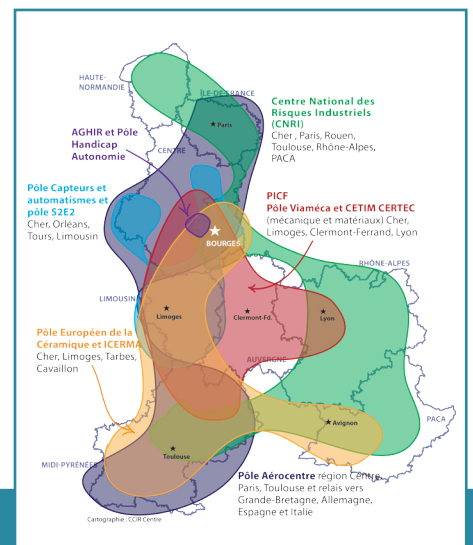 HAUTE-
NORMANDIE
ÎLE-DE-FRANCE
Paris
Centre National des
Risques Industriels
(CNRI)
Cher , Paris, Rouen,
Toulouse, Rhône-Alpes,
PACA
AGHIR et Pôle
Handicap
Autonomie
CENTRE
Pôle Capteurs et
automatismes et
pôle S2E2
Cher, Orléans,
Tours, Limousin
PICF
Pôle Viaméca et CETIM CERTEC
(mécanique et matériaux) Cher,
Limoges, Clermont-Ferrand, Lyon
BOURGES
RHÔNE-ALPES
LIMOUSIN
Limoges
Clermont-Fd.
Lyon
Pôle Européen de la
Céramique et ICERMA
Cher, Limoges, Tarbes,
Cavaillon
AUVERGNE
PACA
Avignon
Toulouse
MIDI-PYRÉNÉES
Pôle Aérocentre région Centre,
Paris, Toulouse et relais vers
Grande-Bretagne, Allemagne,
Espagne et Italie
Cartographie : CCIR Centre